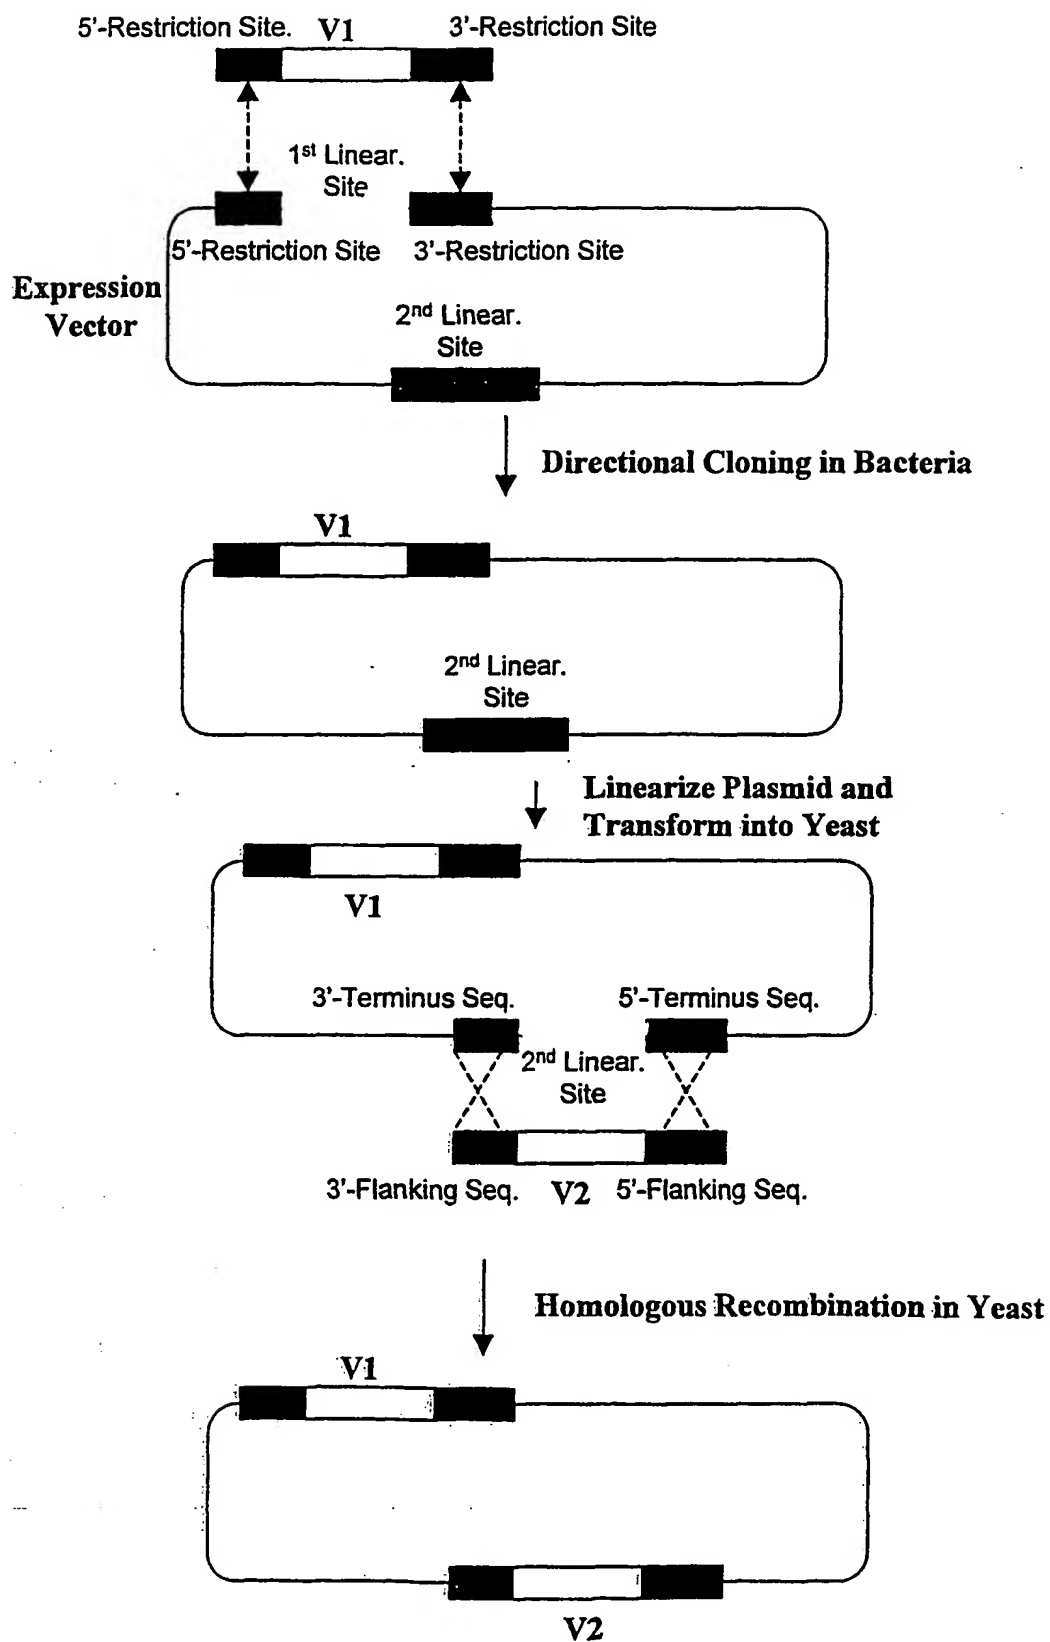 5'-Restriction Site. V1 3'-Restriction Site
1st Linear.
Site
5'-Restriction Site 3'-Restriction Site
Expression
Vector
2nd Linear.
Site
Directional Cloning in Bacteria
V1
2nd Linear.
Site
Linearize Plasmid and
Transform into Yeast
V1
3'-Terminus Seq. 5'-Terminus Seq.
2nd Linear.
Site
3'-Flanking Seq. V2 5'-Flanking Seq.
Homologous Recombination in Yeast
V1
V2